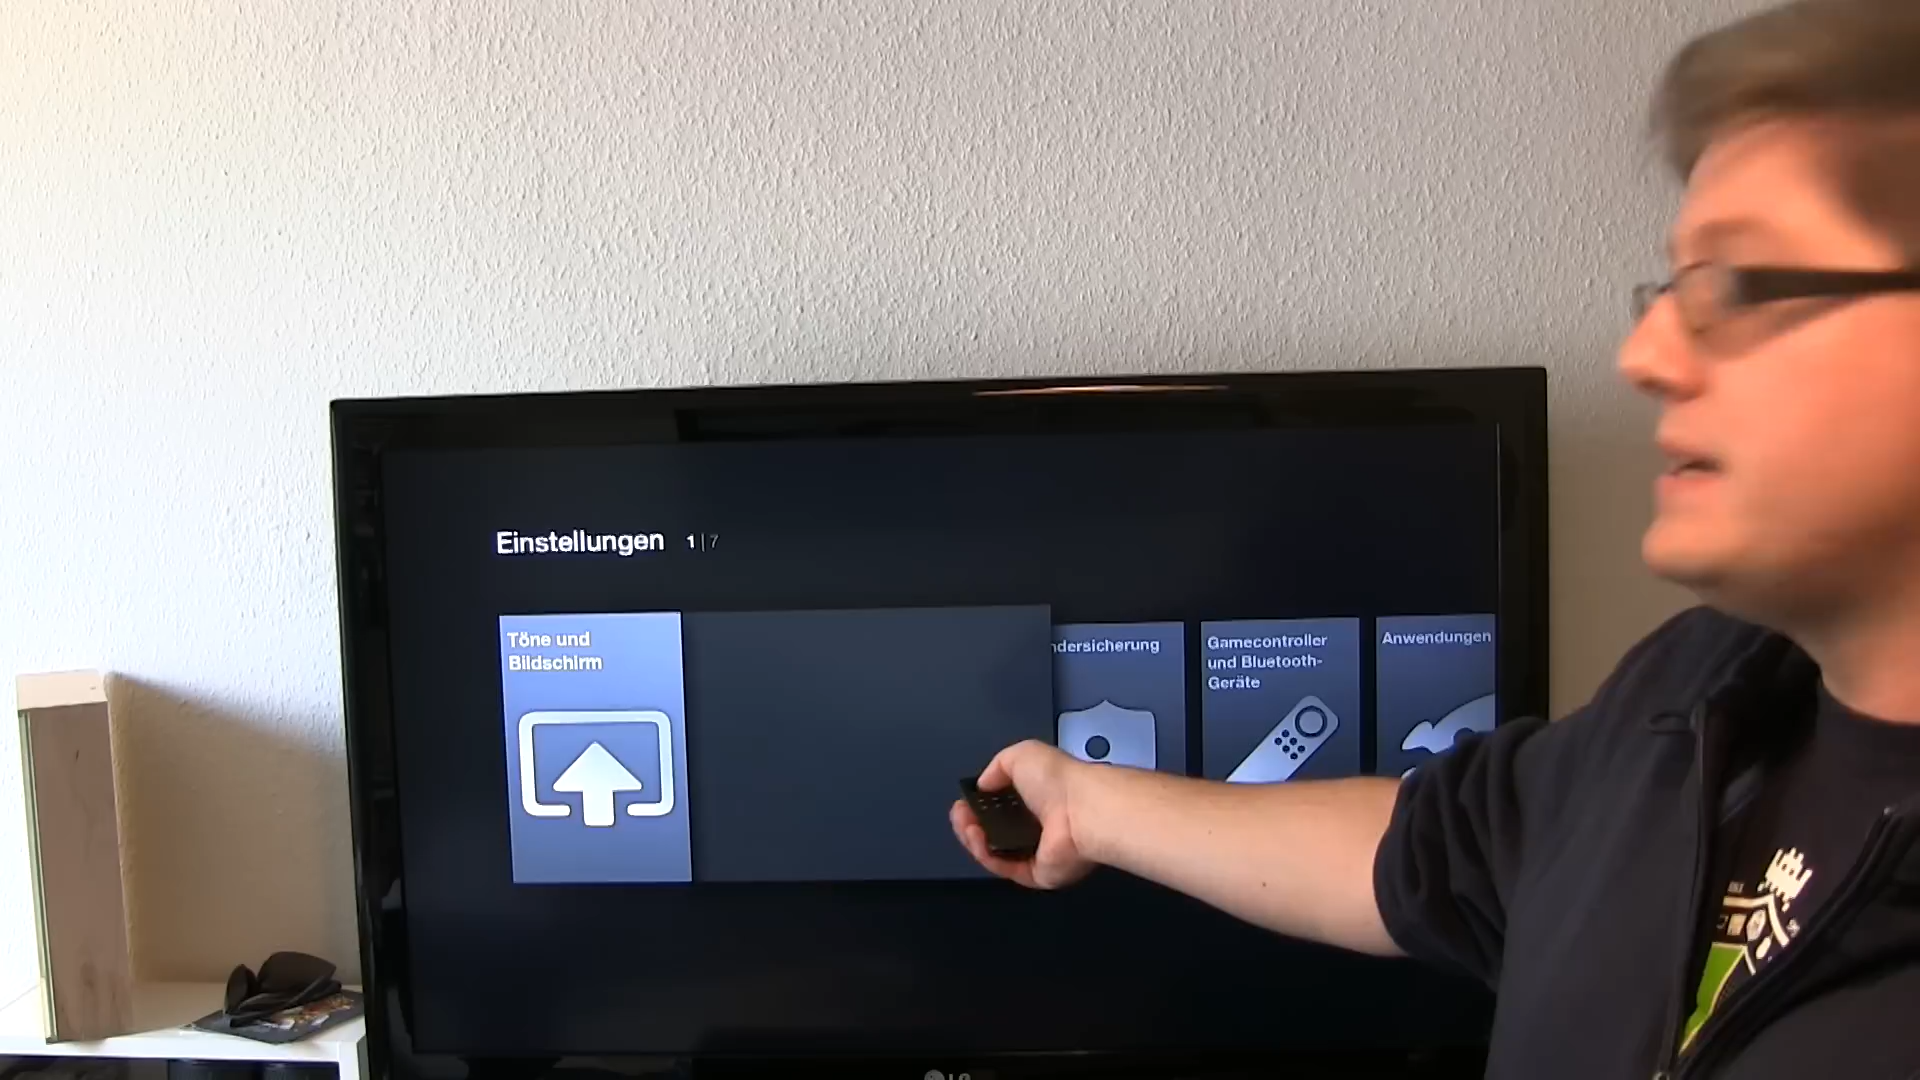 Einstellungen 1|7
Töne und
Bildschirm
ndersicherung
Gamecontroller
und Bluetooth-
Geräte
Anwendungen
LG